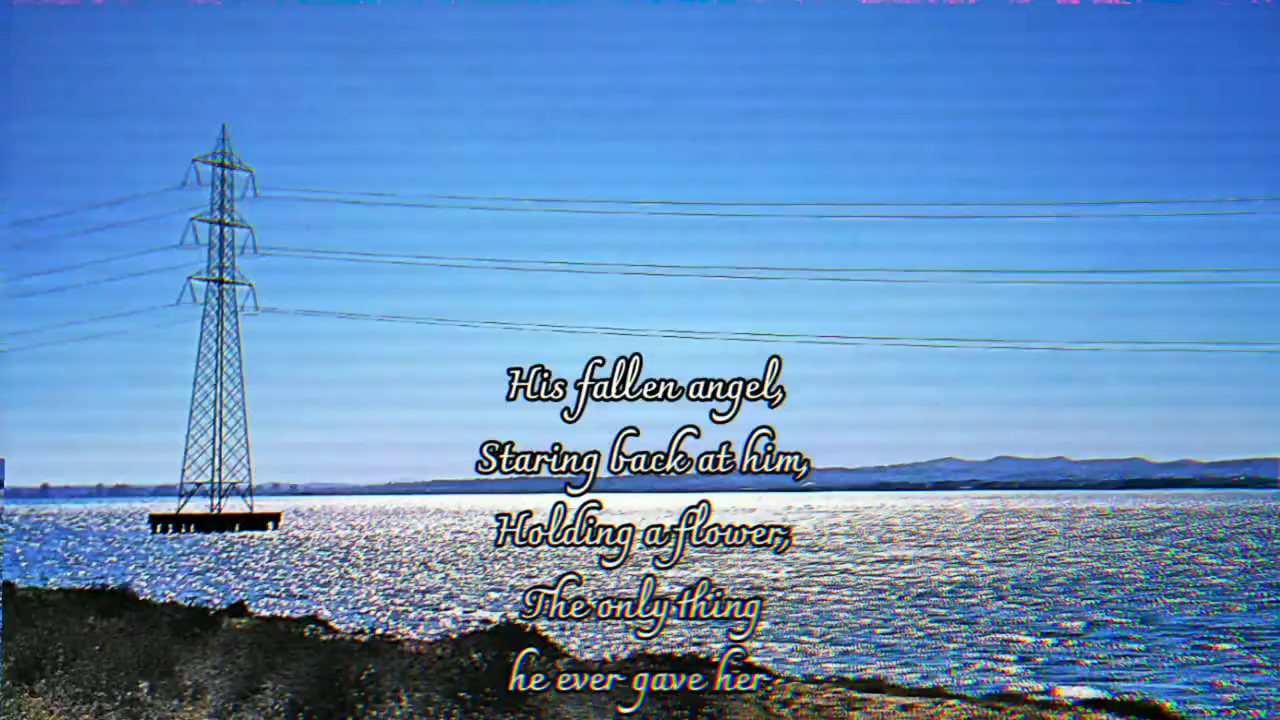 His fallen angel,
Staring back at him,
Holding a flower,
The only thing
he ever gave her